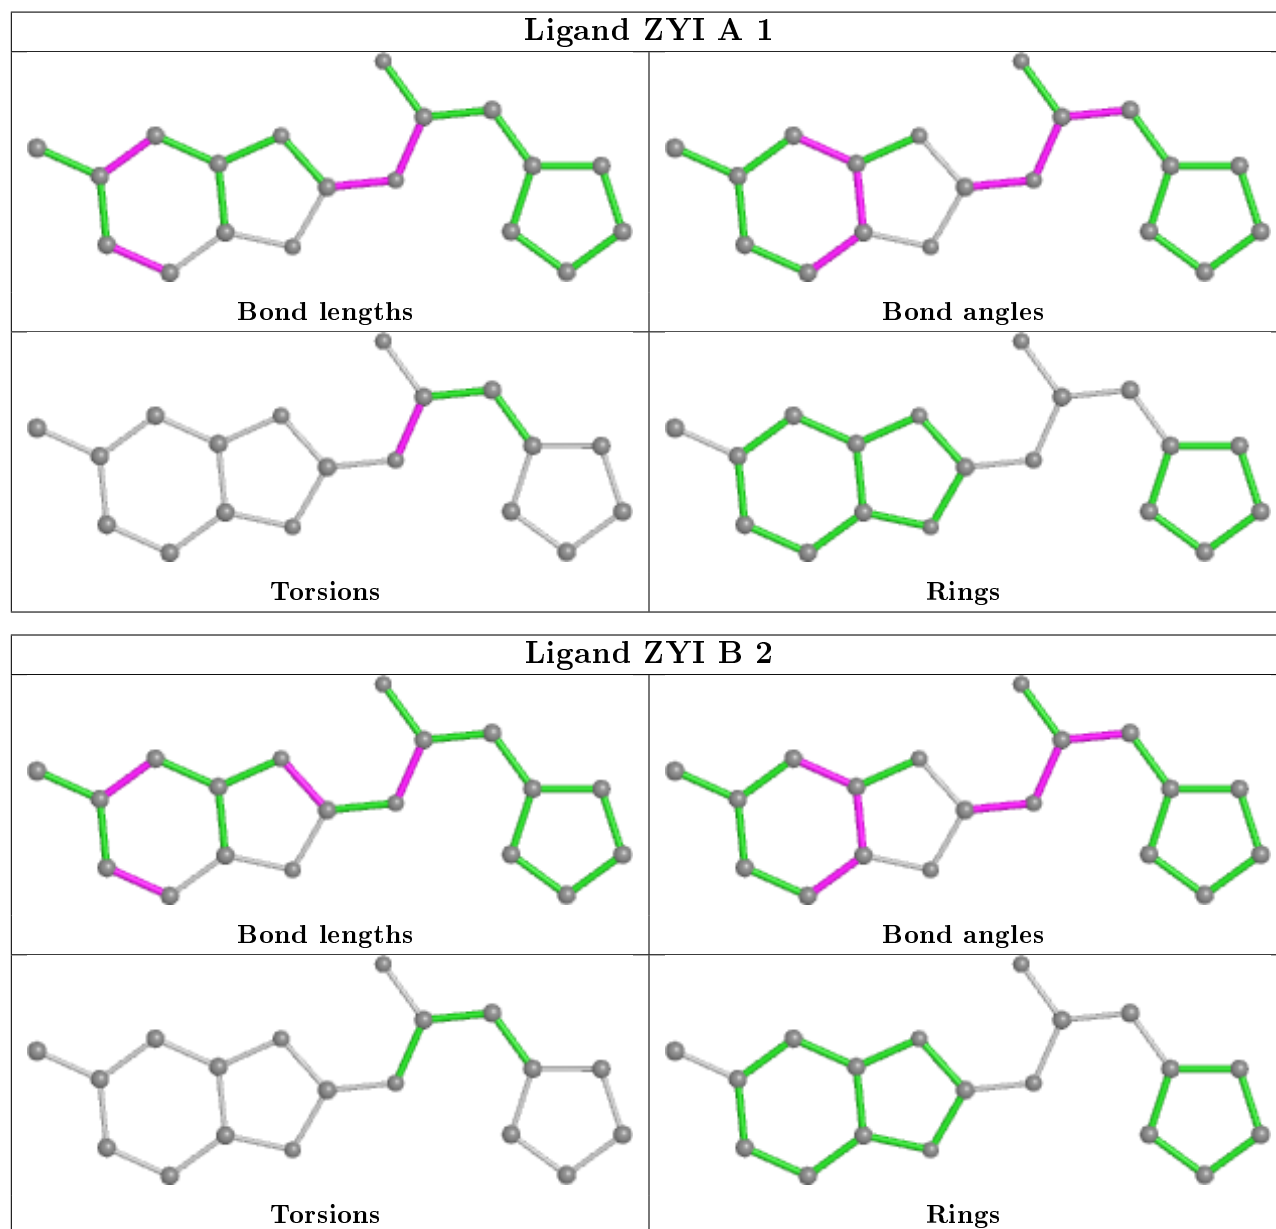 Ligand ZYI A 1
Bond lengths
Bond angles
Torsions
Rings
Ligand ZYI B 2
Bond lengths
Bond angles
Torsions
Rings